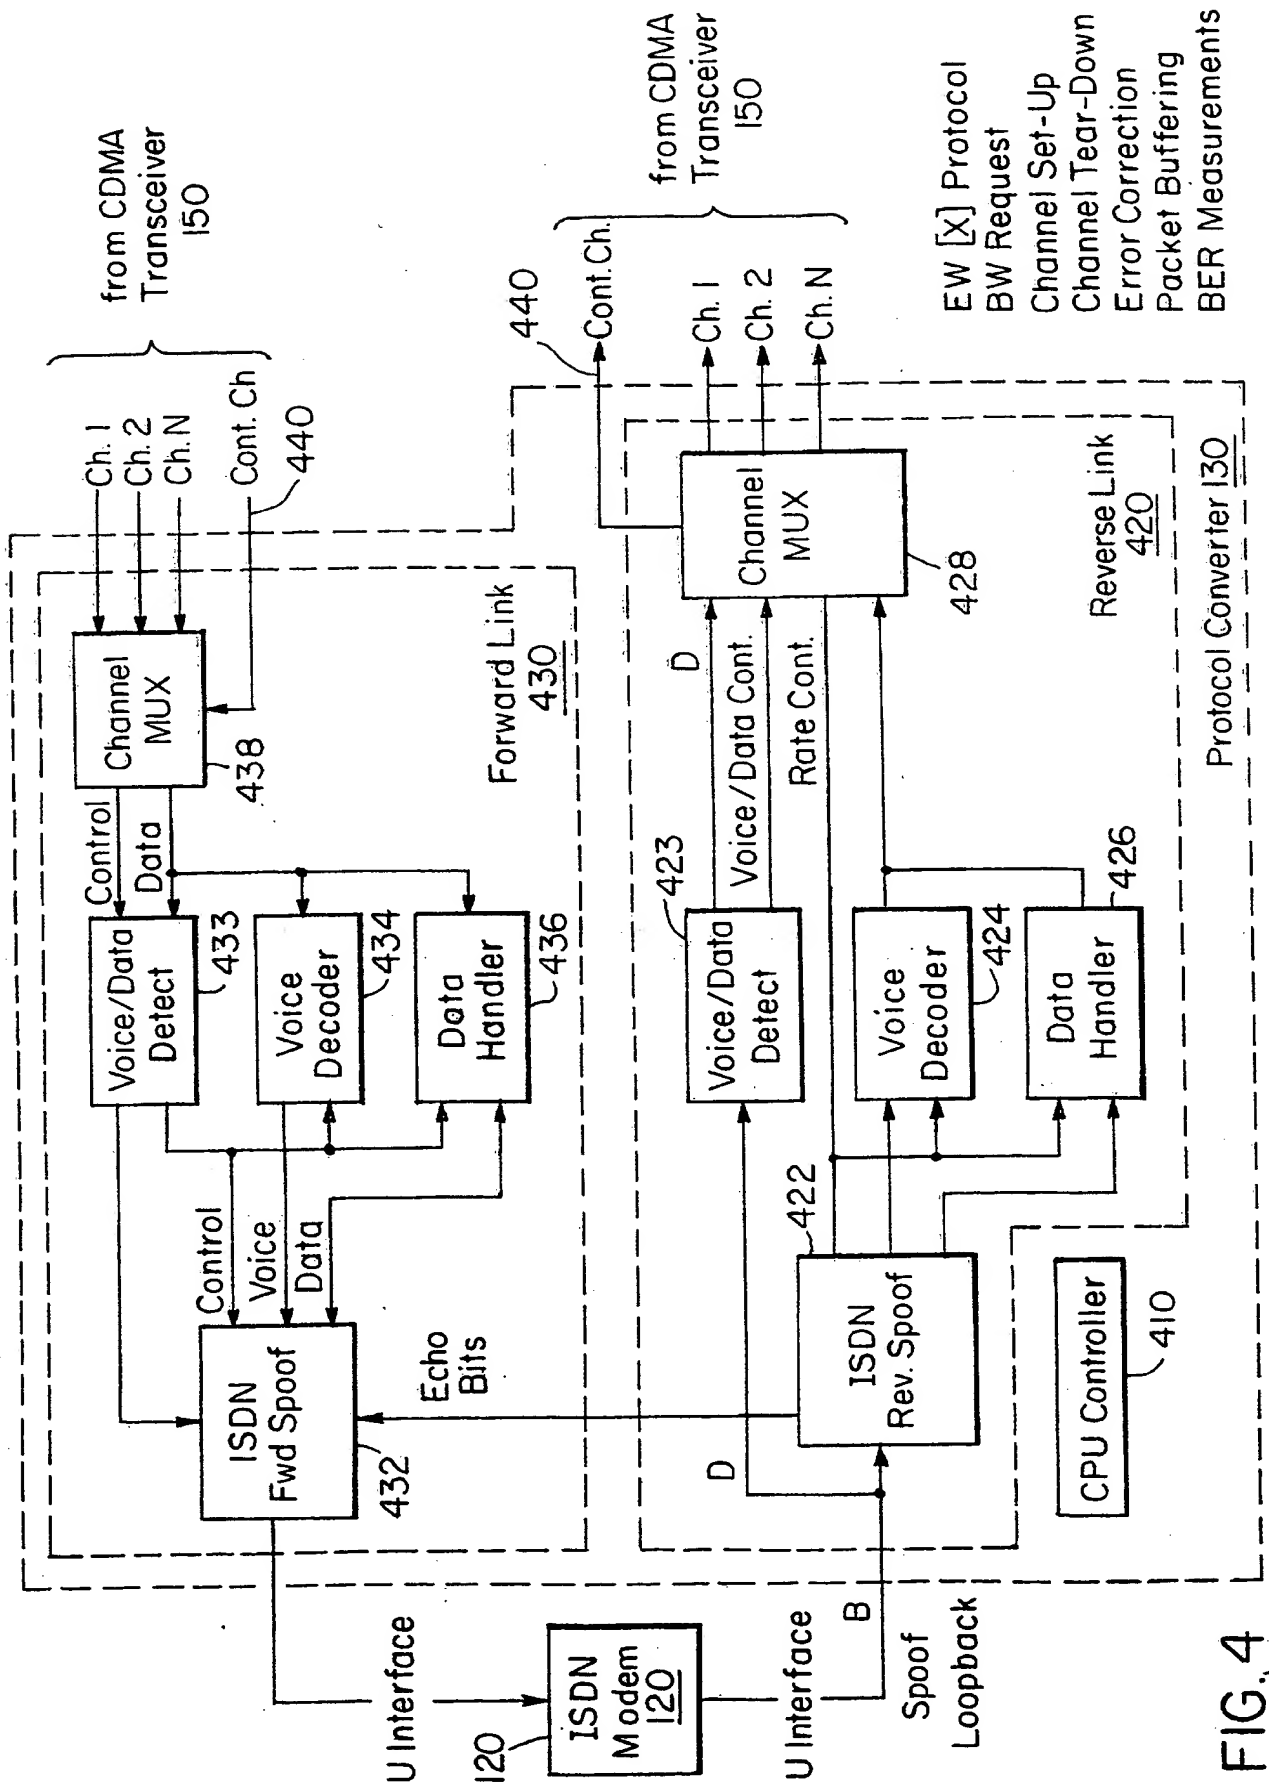 from CDMA
Transceiver
150
Ch. 1
Ch. 2
Ch. N
Cont. Ch
440
Channel
MUX
438
Control
Data
Voice/Data
Detect
433
Voice
Decoder
434
Data
Handler
436
Forward Link
430
Control
Voice
Data
ISDN
Fwd Spoof
432
Echo
Bits
U Interface
120
ISDN
Modem
120
U Interface
B
Spoof
Loopback
D
ISDN
Rev. Spoof
422
Voice/Data
Detect
423
Voice
Decoder
424
Data
Handler
426
D
Voice/Data Cont.
Rate Cont.
Channel
MUX
428
440
Cont. Ch.
Ch. 1
Ch. 2
Ch. N
from CDMA
Transceiver
150
Reverse Link
420
CPU Controller
410
Protocol Converter 130
EW [X] Protocol
BW Request
Channel Set-Up
Channel Tear-Down
Error Correction
Packet Buffering
BER Measurements
FIG. 4